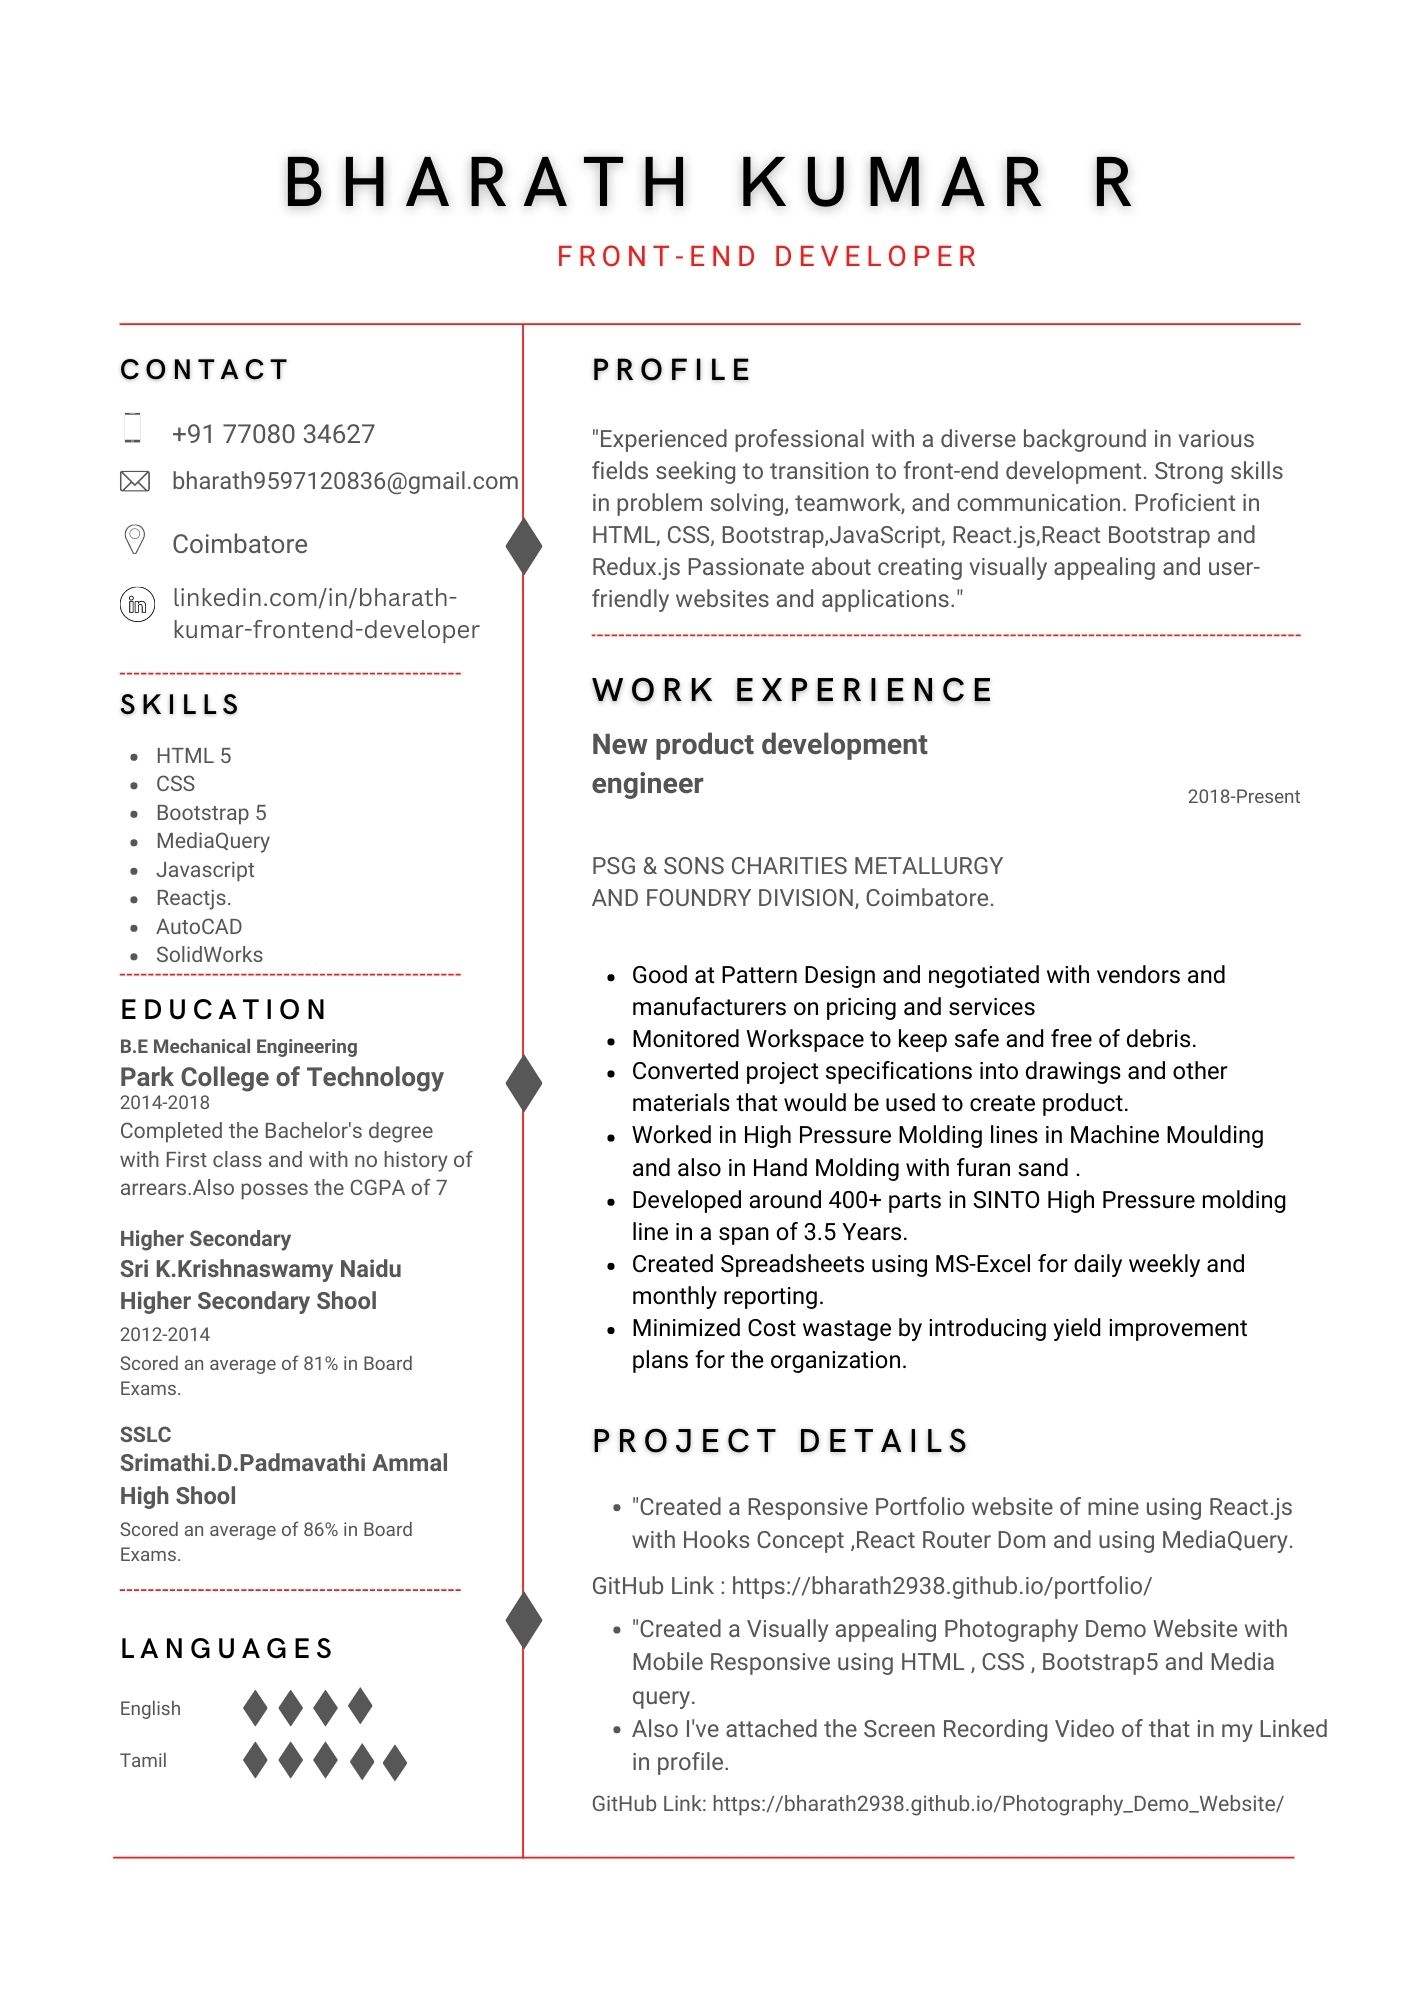 BHARATH KUMAR R
FRONT-END DEVELOPER
CONTACT
+91 77080 34627
bharath9597120836@gmail.com
Coimbatore
in
linkedin.com/in/bharath-
kumar-frontend-developer
SKILLS
• HTML 5
• CSS
• Bootstrap 5
• MediaQuery
• Javascript
• Reactjs.
• AutoCAD
• SolidWorks
EDUCATION
B.E Mechanical Engineering
Park College of Technology
2014-2018
Completed the Bachelor's degree
with First class and with no history of
arrears.Also posses the CGPA of 7
Higher Secondary
Sri K.Krishnaswamy Naidu
Higher Secondary Shool
2012-2014
Scored an average of 81% in Board
Exams.
SSLC
Srimathi.D.Padmavathi Ammal
High Shool
Scored an average of 86% in Board
Exams.
LANGUAGES
English
Tamil
PROFILE
"Experienced professional with a diverse background in various
fields seeking to transition to front-end development. Strong skills
in problem solving, teamwork, and communication. Proficient in
HTML, CSS, Bootstrap,JavaScript, React.js,React Bootstrap and
Redux.js Passionate about creating visually appealing and user-
friendly websites and applications."
WORK EXPERIENCE
New product development
engineer
2018-Present
PSG & SONS CHARITIES METALLURGY
AND FOUNDRY DIVISION, Coimbatore.
• Good at Pattern Design and negotiated with vendors and
manufacturers on pricing and services
• Monitored Workspace to keep safe and free of debris.
• Converted project specifications into drawings and other
materials that would be used to create product.
• Worked in High Pressure Molding lines in Machine Moulding
and also in Hand Molding with furan sand .
• Developed around 400+ parts in SINTO High Pressure molding
line in a span of 3.5 Years.
• Created Spreadsheets using MS-Excel for daily weekly and
monthly reporting.
• Minimized Cost wastage by introducing yield improvement
plans for the organization.
PROJECT DETAILS
• "Created a Responsive Portfolio website of mine using React.js
with Hooks Concept ,React Router Dom and using MediaQuery.
GitHub Link : https://bharath2938.github.io/portfolio/
• "Created a Visually appealing Photography Demo Website with
Mobile Responsive using HTML , CSS , Bootstrap5 and Media
query.
• Also I've attached the Screen Recording Video of that in my Linked
in profile.
GitHub Link: https://bharath2938.github.io/Photography_Demo_Website/